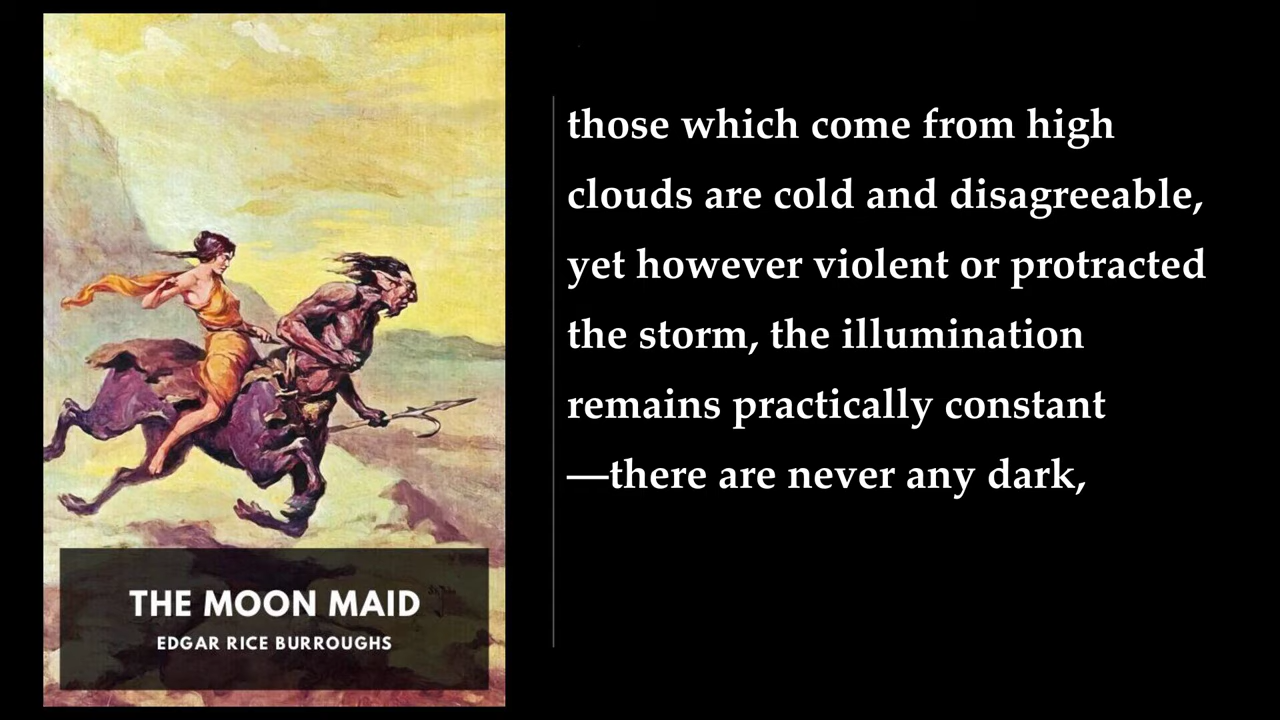 THE MOON MAID
EDGAR RICE BURROUGHS
those which come from high
clouds are cold and disagreeable,
yet however violent or protracted
the storm, the illumination
remains practically constant
—there are never any dark,